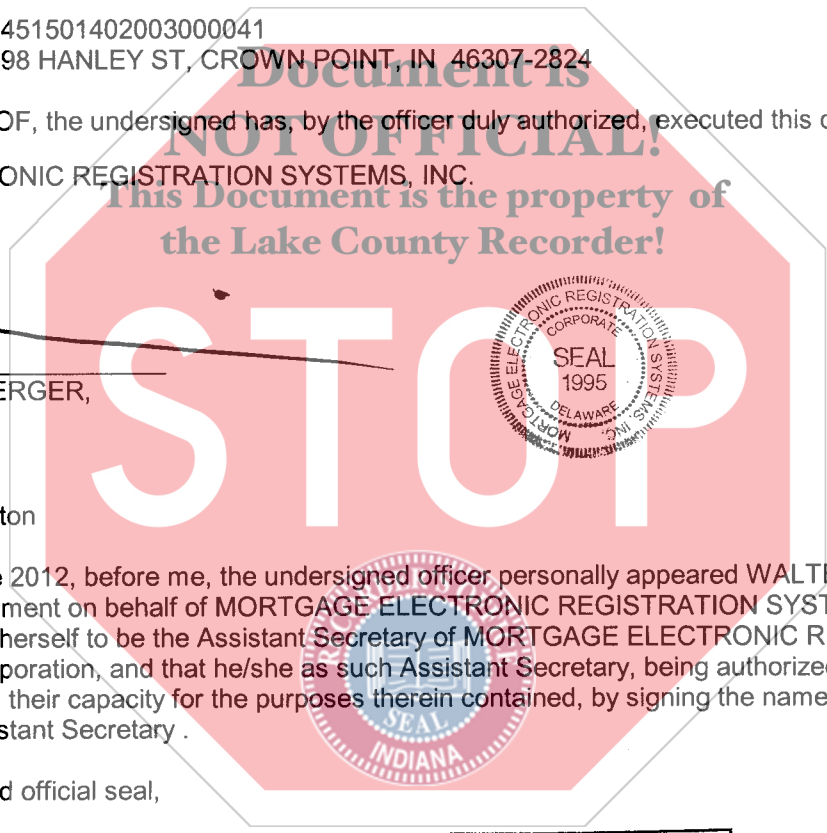 451501402003000041
98 HANLEY ST, CROWN POINT, IN 46307-2824
Document is
OF, the undersigned has, by the officer duly authorized, executed this
NOT OFFICIAL!
ONIC REGISTRATION SYSTEMS, INC.
This Document is the property of
the Lake County Recorder!
STOP
MORTGAGE ELECTRONIC REGISTRATION SYSTEMS, INC.
CORPORATE
SEAL
1995
DELAWARE
ERGER,
ton
2012, before me, the undersigned officer personally appeared WALTE
ment on behalf of MORTGAGE ELECTRONIC REGISTRATION SYST
herself to be the Assistant Secretary of MORTGAGE ELECTRONIC R
poration, and that he/she as such Assistant Secretary, being authorized
their capacity for the purposes therein contained, by signing the name
stant Secretary .
SEAL
INDIANA
d official seal,